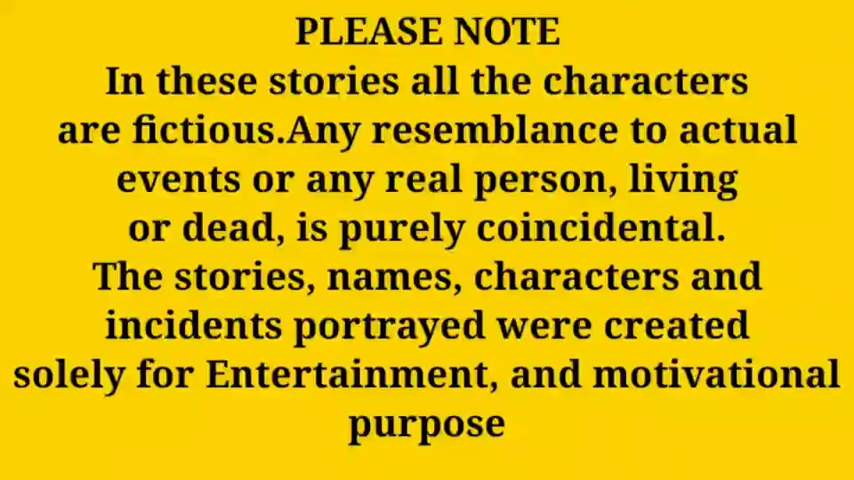 PLEASE NOTE
In these stories all the characters
are fictious.Any resemblance to actual
events or any real person, living
or dead, is purely coincidental.
The stories, names, characters and
incidents portrayed were created
solely for Entertainment, and motivational
purpose